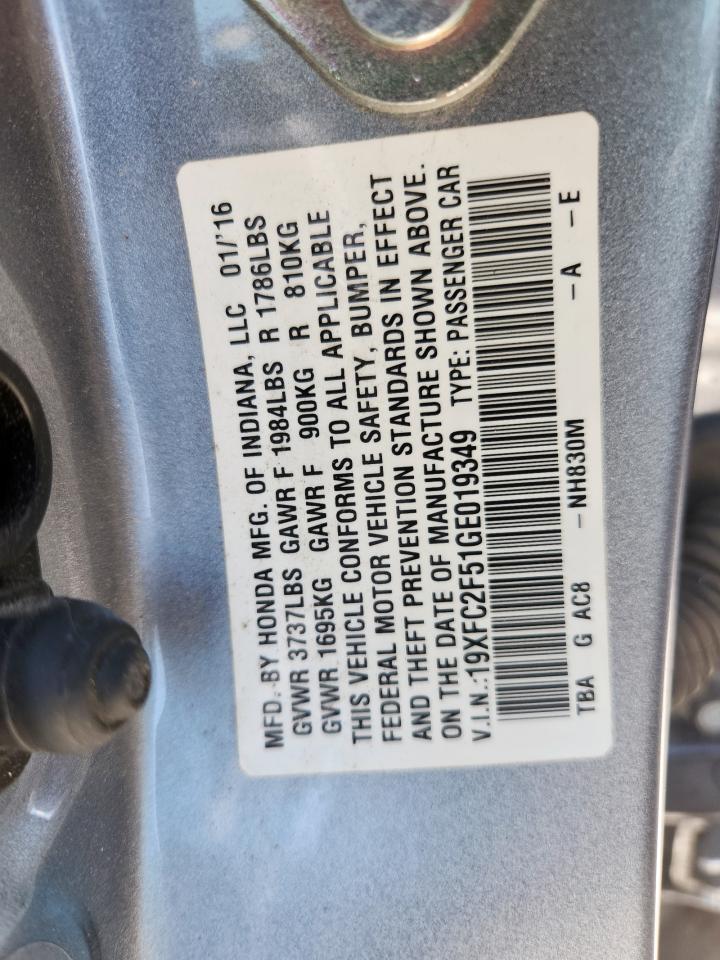 MFD. BY HONDA MFG. OF INDIANA, LLC 01/'16
GVWR 3737LBS GAWR F 1984LBS R 1786LBS
GVWR 1695KG GAWR F 900KG R 810KG
THIS VEHICLE CONFORMS TO ALL APPLICABLE
FEDERAL MOTOR VEHICLE SAFETY, BUMPER,
AND THEFT PREVENTION STANDARDS IN EFFECT
ON THE DATE OF MANUFACTURE SHOWN ABOVE.
V.I.N.:19XFC2F51GE019349 TYPE: PASSENGER CAR
TBA G AC8 -NH830M -A -E